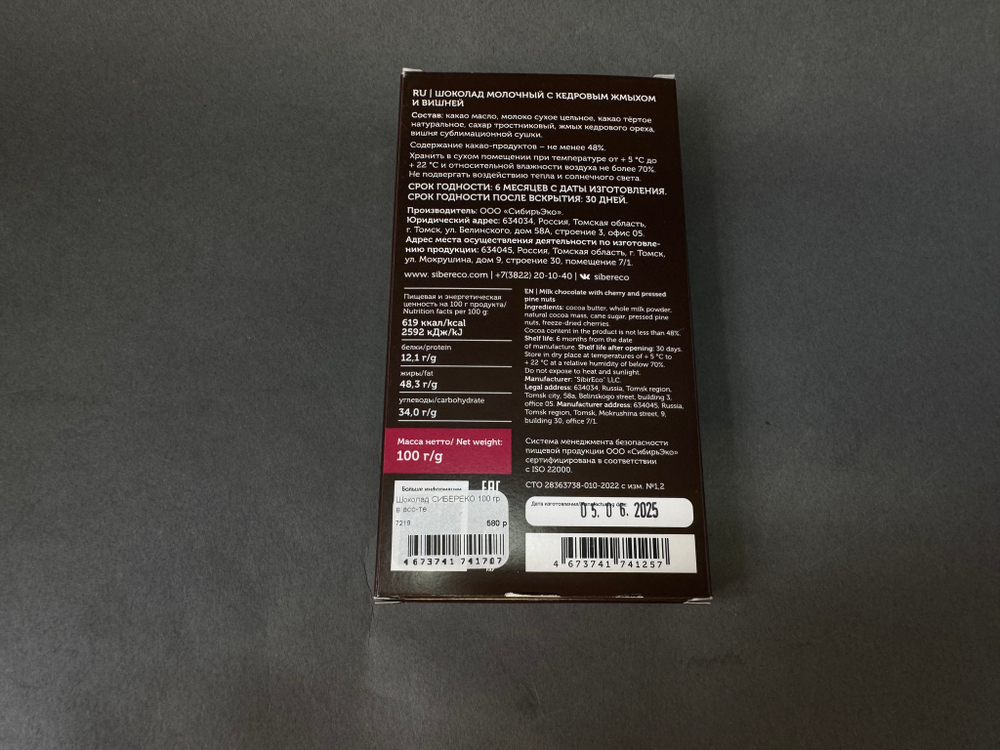 RU | ШОКОЛАД МОЛОЧНЫЙ С КЕДРОВЫМ ЖМЫХОМ
И ВИШНЕЙ
Состав: какао масло, молоко сухое цельное, какао тёртое
натуральное, сахар тростниковый, жмых кедрового ореха,
вишня сублимационной сушки.
Содержание какао-продуктов – не менее 48%.
Хранить в сухом помещении при температуре от + 5 °С до
+ 22 °С и относительной влажности воздуха не более 70%.
Не подвергать воздействию тепла и солнечного света.
СРОК ГОДНОСТИ: 6 МЕСЯЦЕВ С ДАТЫ ИЗГОТОВЛЕНИЯ.
СРОК ГОДНОСТИ ПОСЛЕ ВСКРЫТИЯ: 30 ДНЕЙ.
Производитель: ООО «СибирьЭко».
Юридический адрес: 634034, Россия, Томская область,
г. Томск, ул. Белинского, дом 58А, строение 3, офис 05.
Адрес места осуществления деятельности по изготовле-
нию продукции: 634045, Россия, Томская область, г. Томск,
ул. Мокрушина, дом 9, строение 30, помещение 7/1.
www. sibereco.com | +7(3822) 20-10-40 | sibereco
Пищевая и энергетическая
ценность на 100 г продукта/
Nutrition facts per 100 g:
619 ккал/kcal
2592 кДж/kJ
белки/protein
12,1 г/g
жиры/fat
48,3 г/g
углеводы/carbohydrate
34,0 г/g
Масса нетто/ Net weight:
100 г/g
EN | Milk chocolate with cherry and pressed
pine nuts
Ingredients: cocoa butter, whole milk powder,
natural cocoa mass, cane sugar, pressed pine
nuts, freeze-dried cherries.
Cocoa content in the product is not less than 48%.
Shelf life: 6 months from the date
of manufacture. Shelf life after opening: 30 days.
Store in dry place at temperatures of + 5 °C to
+ 22 °C at a relative humidity of below 70%.
Do not expose to heat and sunlight.
Manufacturer: "SibirEco" LLC.
Legal address: 634034, Russia, Tomsk region,
Tomsk city, 58a, Belinskogo street, building 3,
office 05. Manufacturer address: 634045, Russia,
Tomsk region, Tomsk, Mokrushina street, 9,
building 30, office 7/1.
Система менеджмента безопасности
пищевой продукции ООО «СибирьЭко»
сертифицирована в соответствии
с ISO 22000.
СТО 28363738-010-2022 с изм. №1,2
Больше информации
EAC
Шоколад СИБЕРЕКО 100 гр
в асс-те
7219 580 р
4 673741 741707
Дата изготовления/
05.06.2025
4 673741 741257